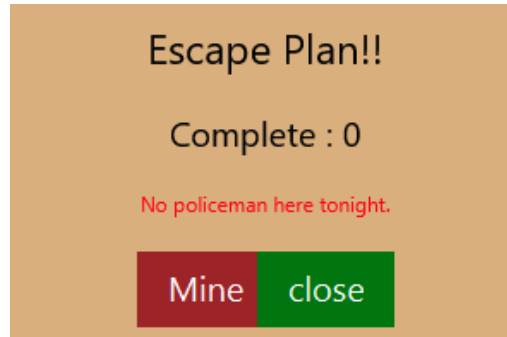 Escape Plan!!
Complete : 0
No policeman here tonight.
Mine close